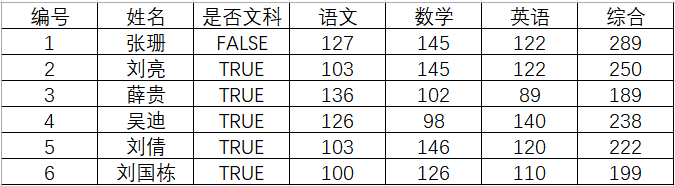 编号 姓名 是否文科 语文 数学 英语 综合
1 张珊 FALSE 127 145 122 289
2 刘亮 TRUE 103 145 122 250
3 薛贵 TRUE 136 102 89 189
4 吴迪 TRUE 126 98 140 238
5 刘倩 TRUE 103 146 120 222
6 刘国栋 TRUE 100 126 110 199